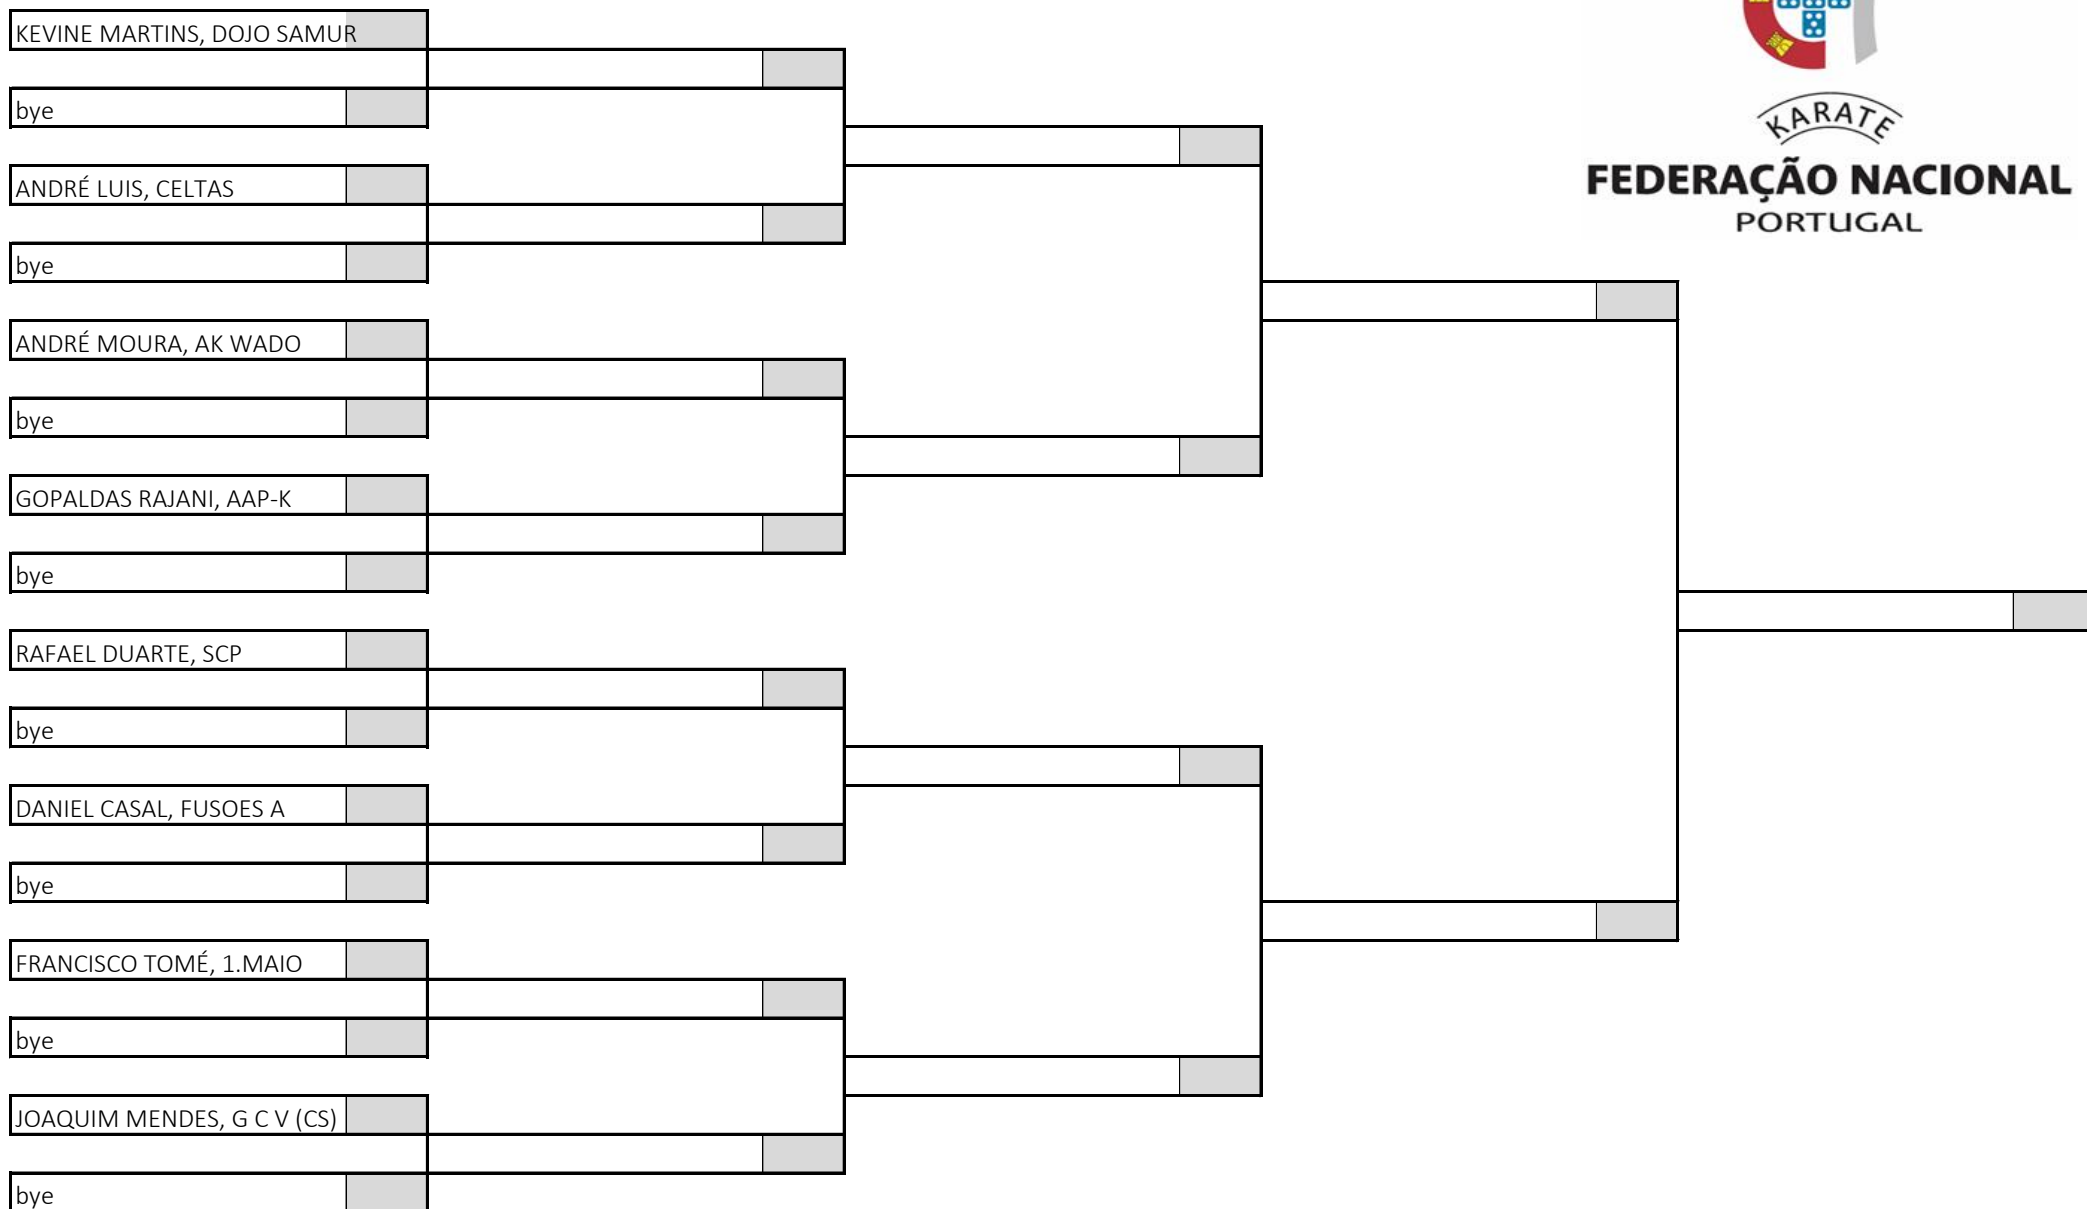 KEVINE MARTINS, DOJO SAMUR
bye
ANDRÉ LUIS, CELTAS
bye
ANDRÉ MOURA, AK WADO
bye
GOPALDAS RAJANI, AAP-K
bye
RAFAEL DUARTE, SCP
bye
DANIEL CASAL, FUSOES A
bye
FRANCISCO TOMÉ, 1.MAIO
bye
JOAQUIM MENDES, G C V (CS)
bye
KARATE
FEDERAÇÃO NACIONAL
PORTUGAL